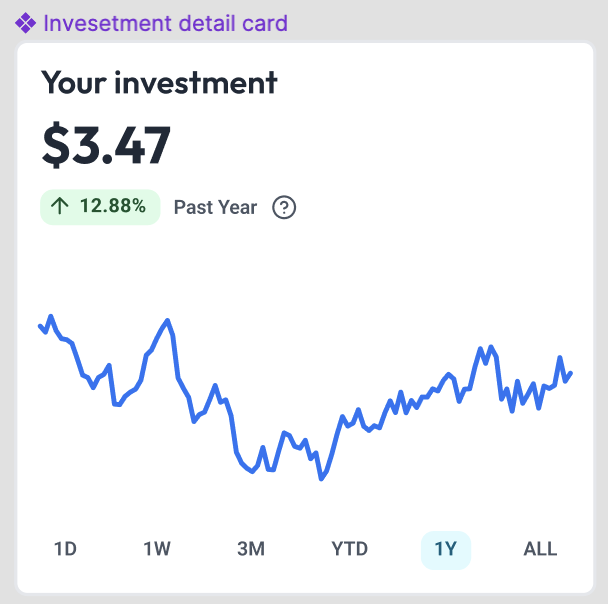 Invesetment detail card
Your investment
$3.47
↑ 12.88% Past Year ?
1D 1W 3M YTD 1Y ALL